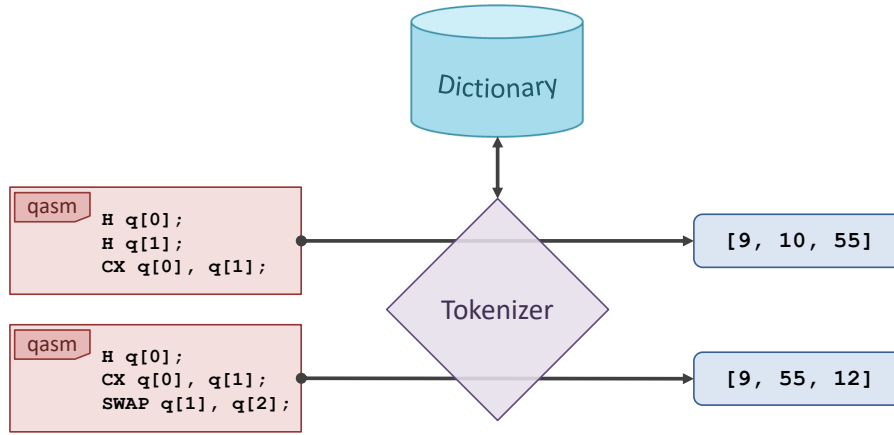 Dictionary
qasm
H q[0];
H q[1];
CX q[0], q[1];
[9, 10, 55]
Tokenizer
qasm
H q[0];
CX q[0], q[1];
SWAP q[1], q[2];
[9, 55, 12]